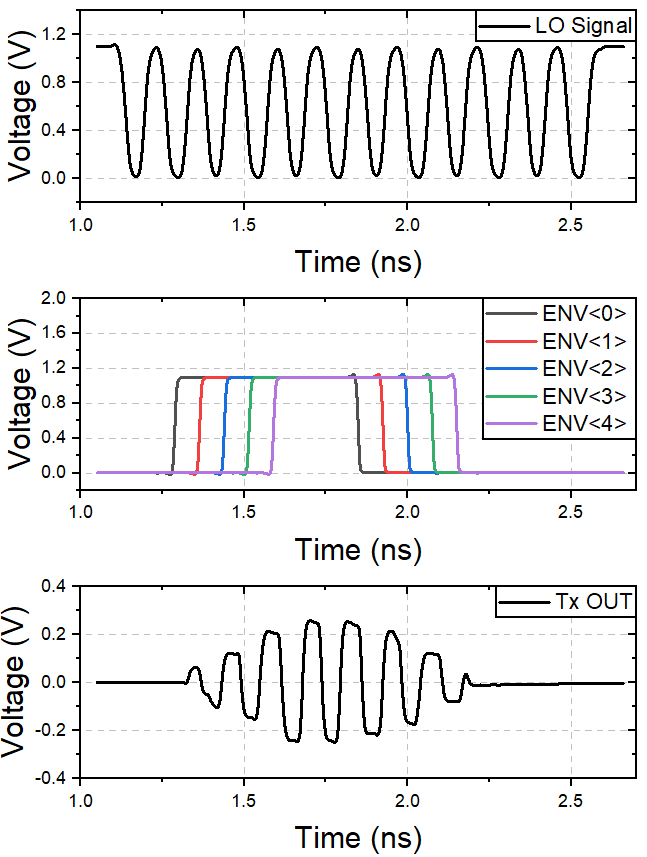 LO Signal
1.2
0.8
0.4
0.0
Voltage (V)
1.0 1.5 2.0 2.5
Time (ns)
ENV<0>
ENV<1>
ENV<2>
ENV<3>
ENV<4>
2.0
1.6
1.2
0.8
0.4
0.0
Voltage (V)
1.0 1.5 2.0 2.5
Time (ns)
Tx OUT
0.4
0.2
0.0
-0.2
-0.4
Voltage (V)
1.0 1.5 2.0 2.5
Time (ns)